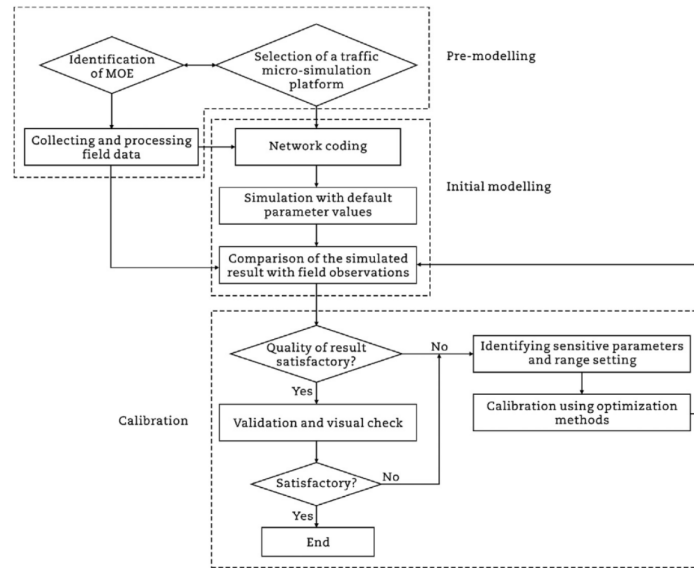 Identification
of MOE
Selection of a traffic
micro-simulation
platform
Pre-modelling
Collecting and processing
field data
Network coding
Simulation with default
parameter values
Initial modelling
Comparison of the simulated
result with field observations
Quality of result
satisfactory?
No
Identifying sensitive parameters
and range setting
Yes
Calibration
Validation and visual check
Calibration using optimization
methods
Satisfactory?
No
Yes
End